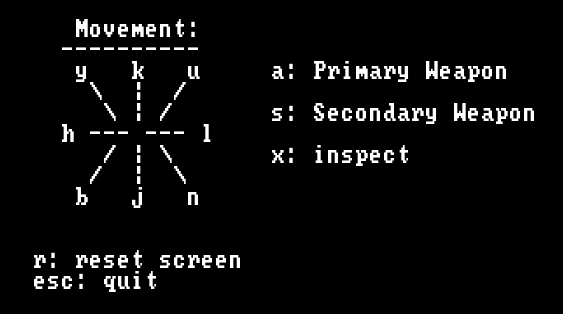 Movement:
y k u a: Primary Weapon
s: Secondary Weapon
h l
x: inspect
b j n
r: reset screen
esc: quit